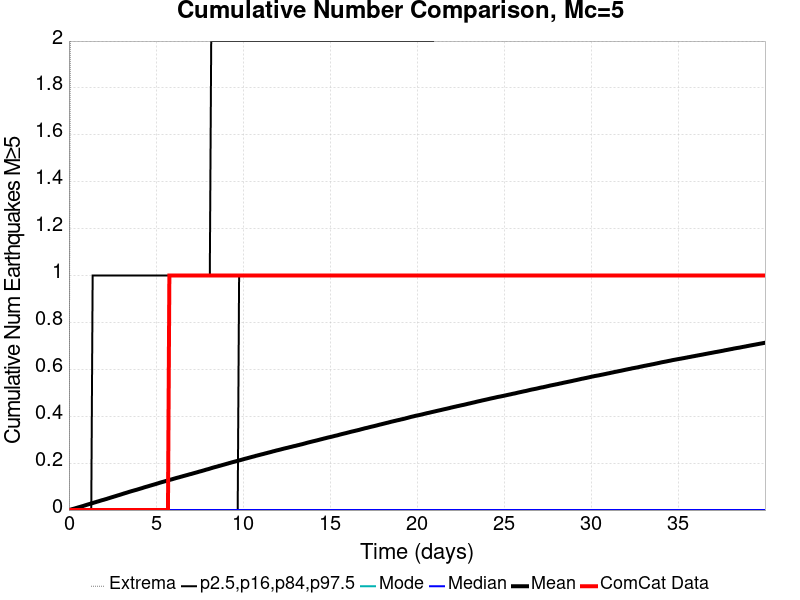 Cumulative Number Comparison, Mc=5
Cumulative Num Earthquakes M≥5
2
1.8
1.6
1.4
1.2
1
0.8
0.6
0.4
0.2
0
0 5 10 15 20 25 30 35
Time (days)
Extrema p2.5,p16,p84,p97.5 Mode Median Mean ComCat Data